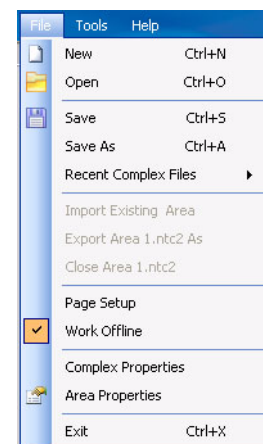 File Tools Help
New Ctrl+N
Open Ctrl+O
Save Ctrl+S
Save As Ctrl+A
Recent Complex Files
Import Existing Area
Export Area 1.ntc2 As
Close Area 1.ntc2
Page Setup
Work Offline
Complex Properties
Area Properties
Exit Ctrl+X